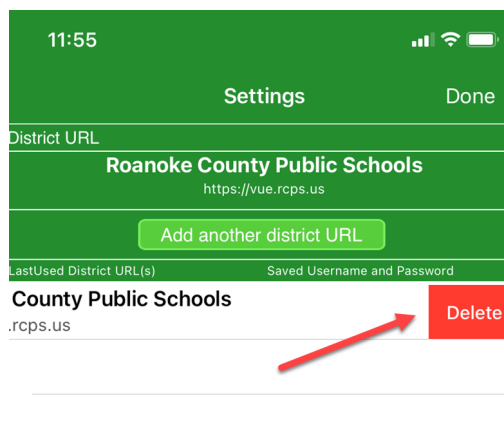 11:55
Settings
Done
District URL
Roanoke County Public Schools
https://vue.rcps.us
Add another district URL
LastUsed District URL(s)
Saved Username and Password
County Public Schools
.rcps.us
Delete